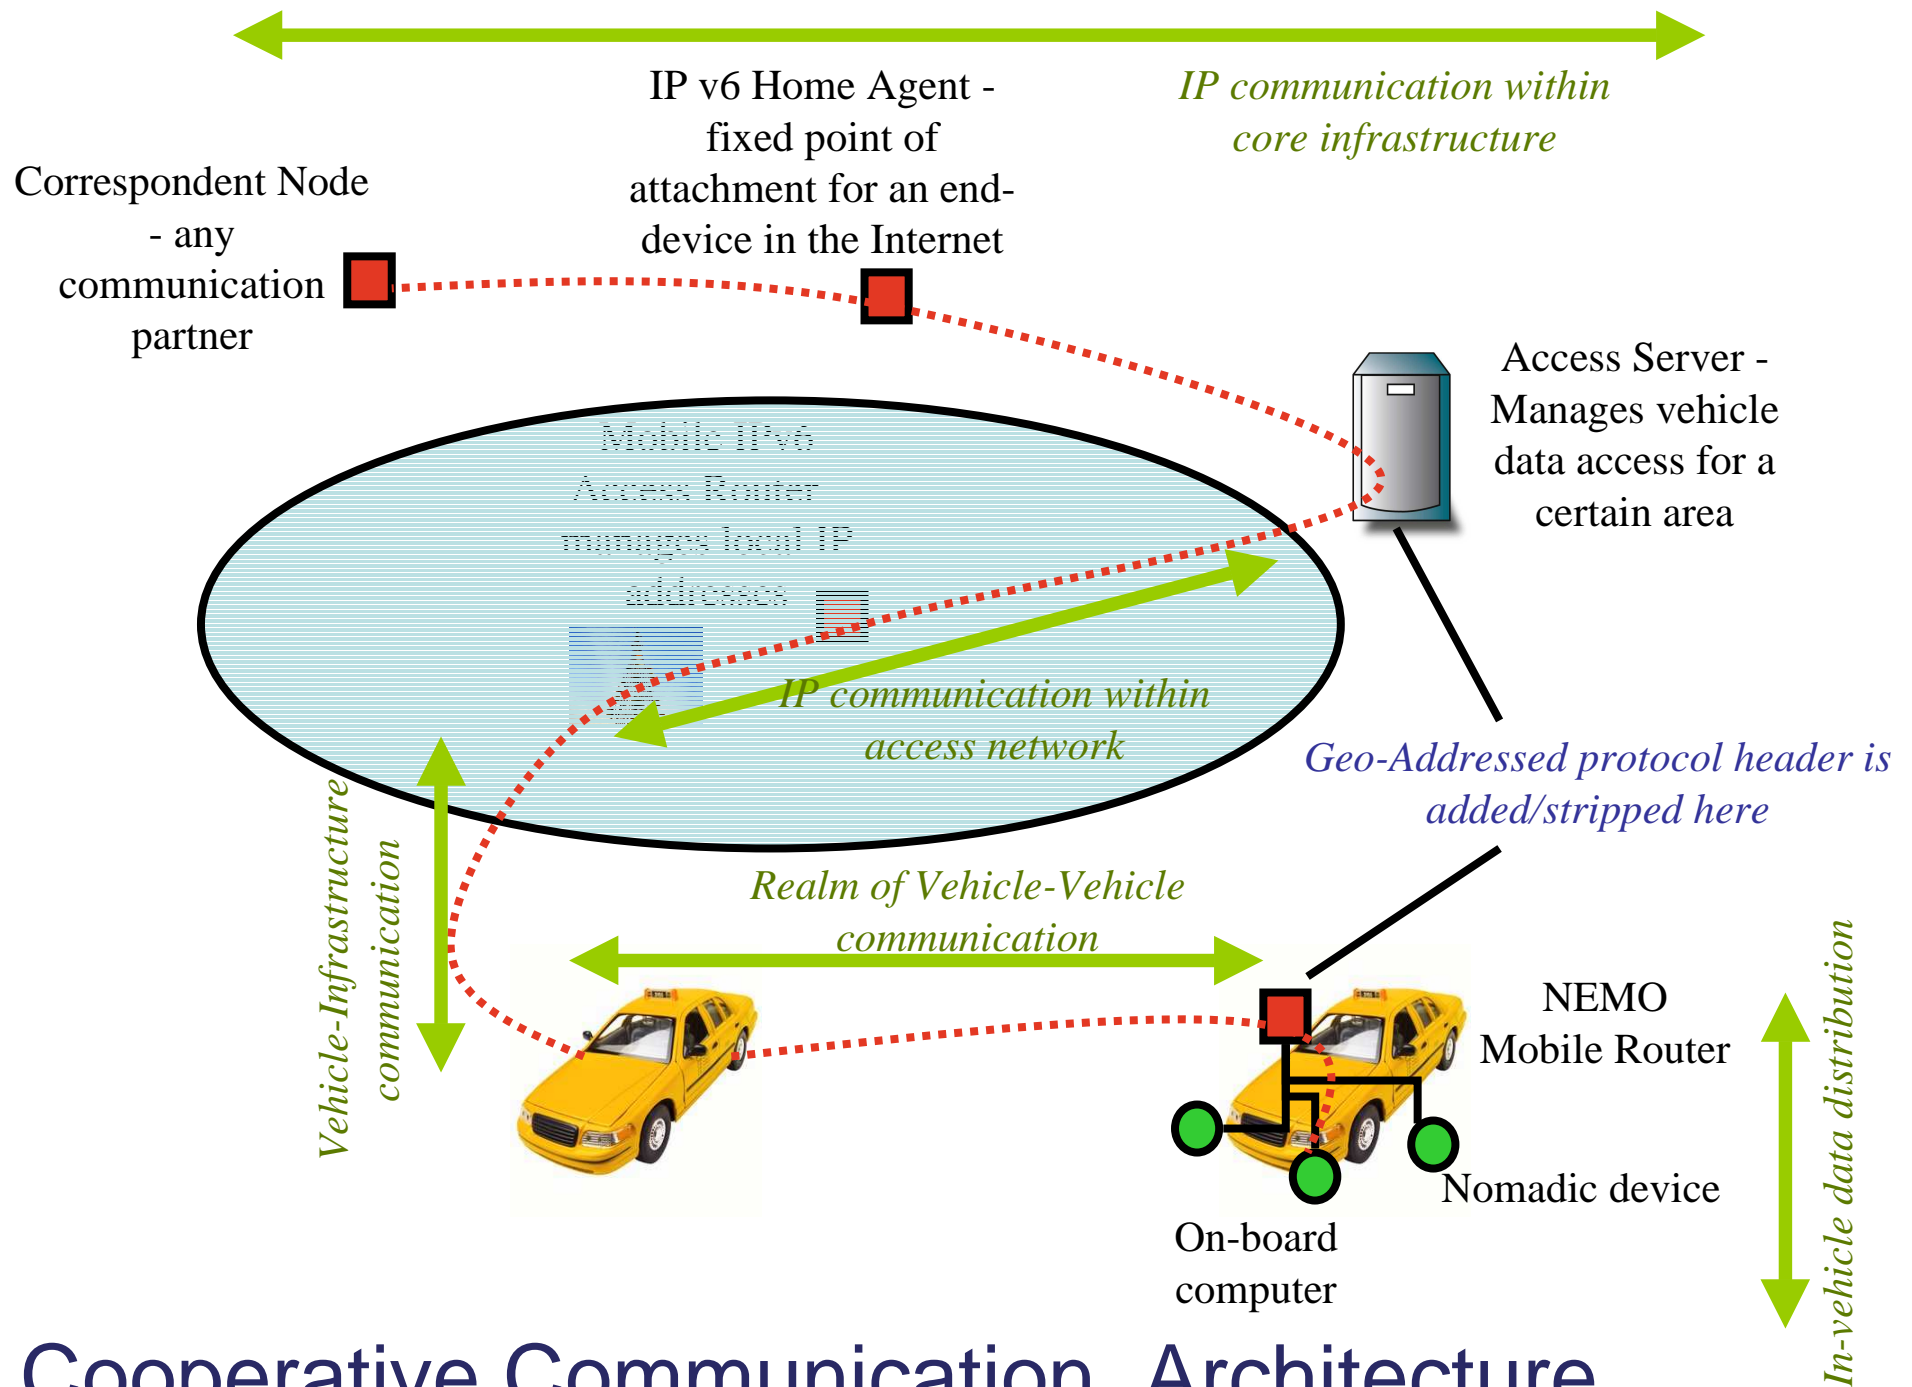 IP v6 Home Agent -
fixed point of
attachment for an end-
device in the Internet
IP communication within
core infrastructure
Correspondent Node
- any
communication
partner
Access Server -
Manages vehicle
data access for a
certain area
Mobile IPv6
Access Router
manages local IP
addresses
IP communication within
access network
Geo-Addressed protocol header is
added/stripped here
Vehicle-Infrastructure
communication
Realm of Vehicle-Vehicle
communication
NEMO
Mobile Router
Nomadic device
On-board
computer
In-vehicle data distribution
Cooperative Communication Architecture